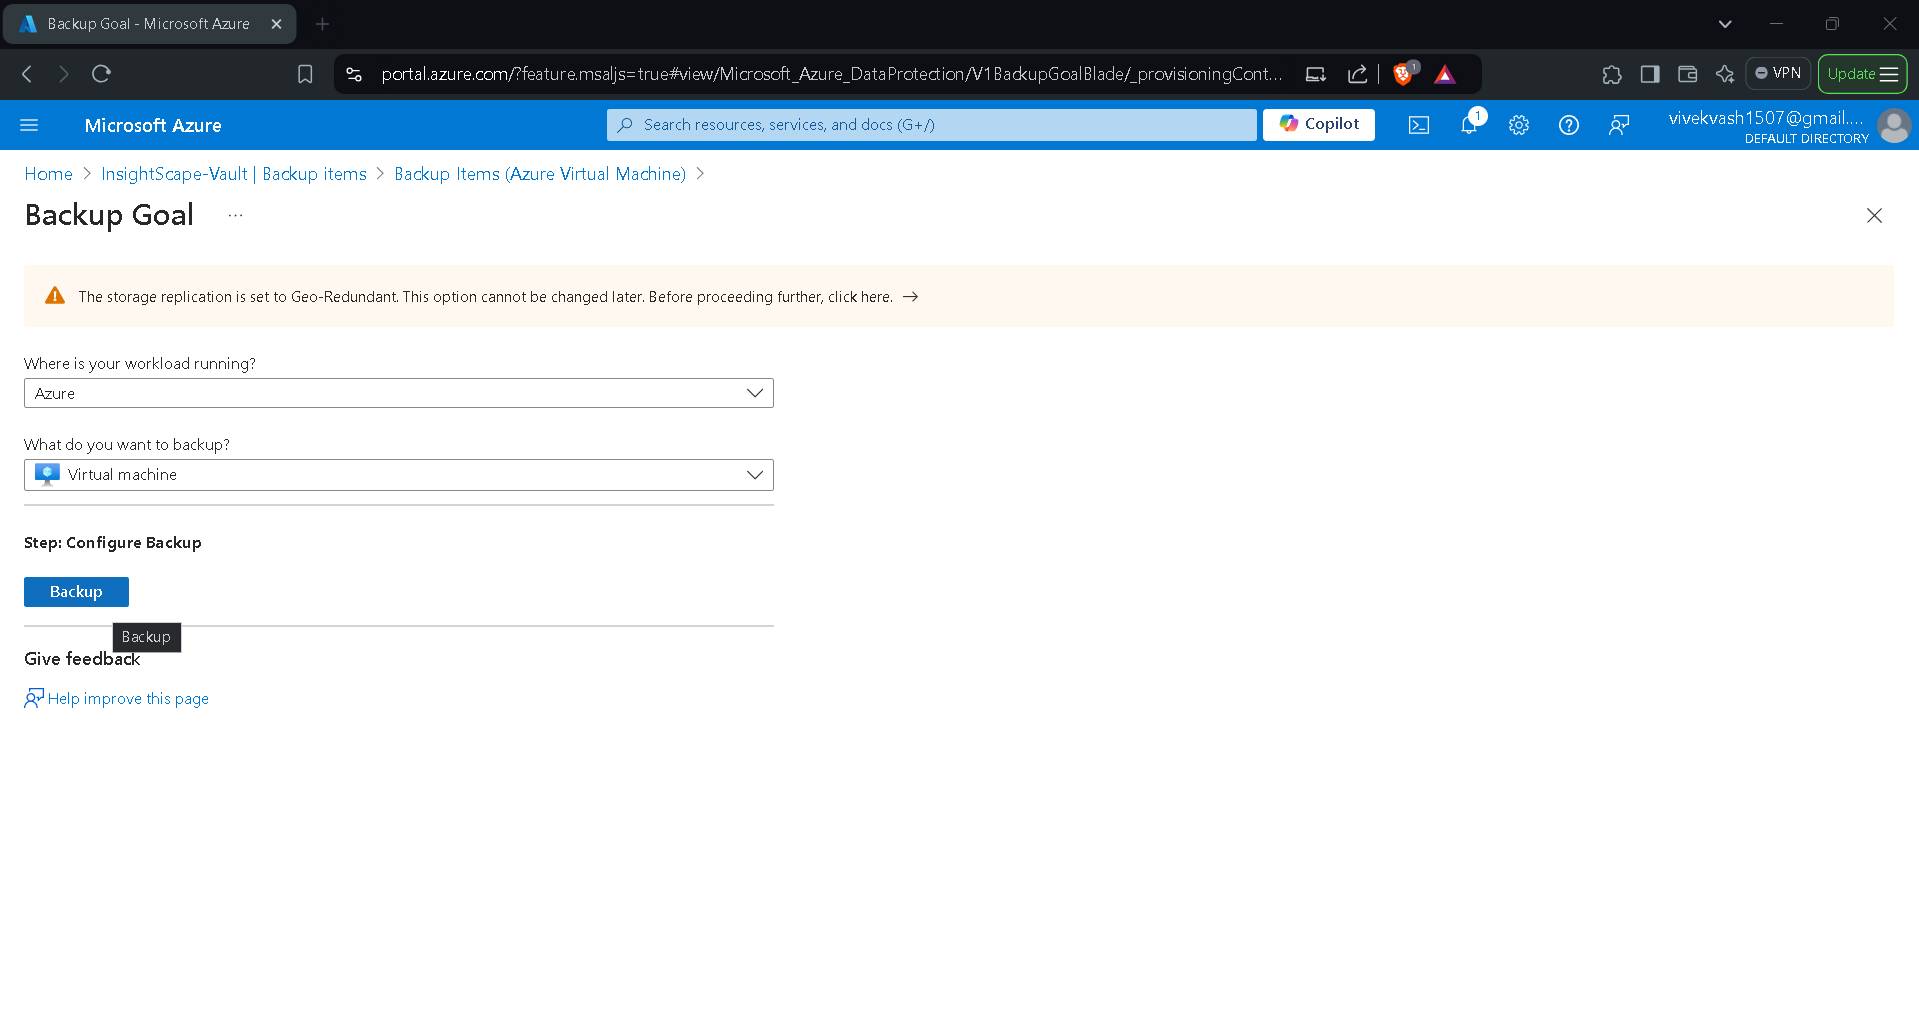 Backup Goal - Microsoft Azure
portal.azure.com/?feature.msaljs=true#view/Microsoft_Azure_DataProtection/V1BackupGoalBlade/_provisioningCont...
1
VPN
Update
Microsoft Azure
Search resources, services, and docs (G+/)
Copilot
1
vivekvash1507@gmail....
DEFAULT DIRECTORY
Home > InsightScape-Vault | Backup items > Backup Items (Azure Virtual Machine) >
Backup Goal ...
The storage replication is set to Geo-Redundant. This option cannot be changed later. Before proceeding further, click here. →
Where is your workload running?
Azure
What do you want to backup?
Virtual machine
Step: Configure Backup
Backup
Backup
Give feedback
Help improve this page